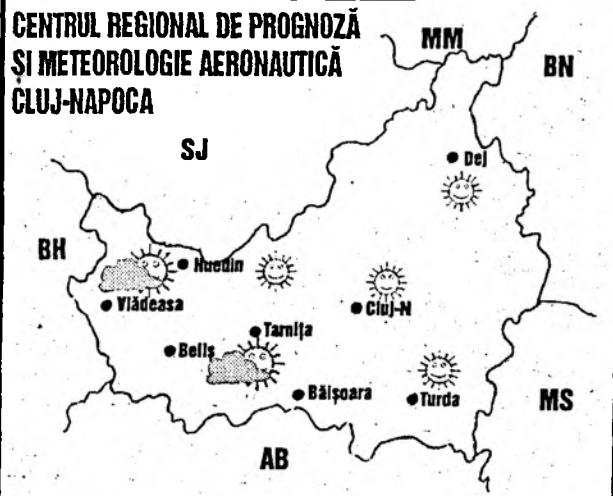 CENTRUL REGIONAL DE PROGNOZĂ
ȘI METEOROLOGIE AERONAUTICĂ
CLUJ-NAPOCA
MM
BN
SJ
Dej
BH
Huedin
Vlădeasa
Cluj-N
Tarnița
Beliș
Băișoara
Turda
MS
AB